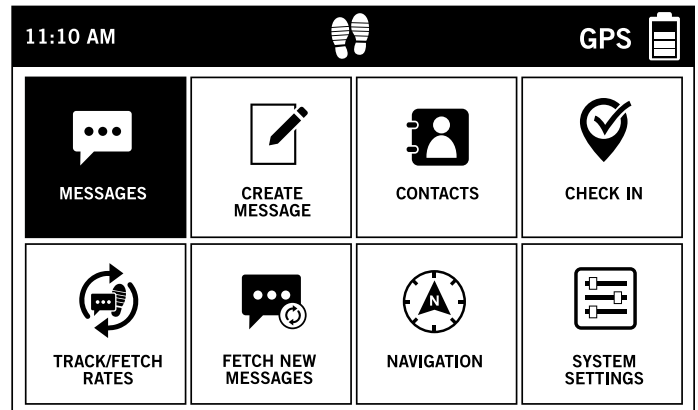 11:10 AM
GPS
MESSAGES
CREATE
MESSAGE
CONTACTS
CHECK IN
TRACK/FETCH
RATES
FETCH NEW
MESSAGES
N
NAVIGATION
SYSTEM
SETTINGS